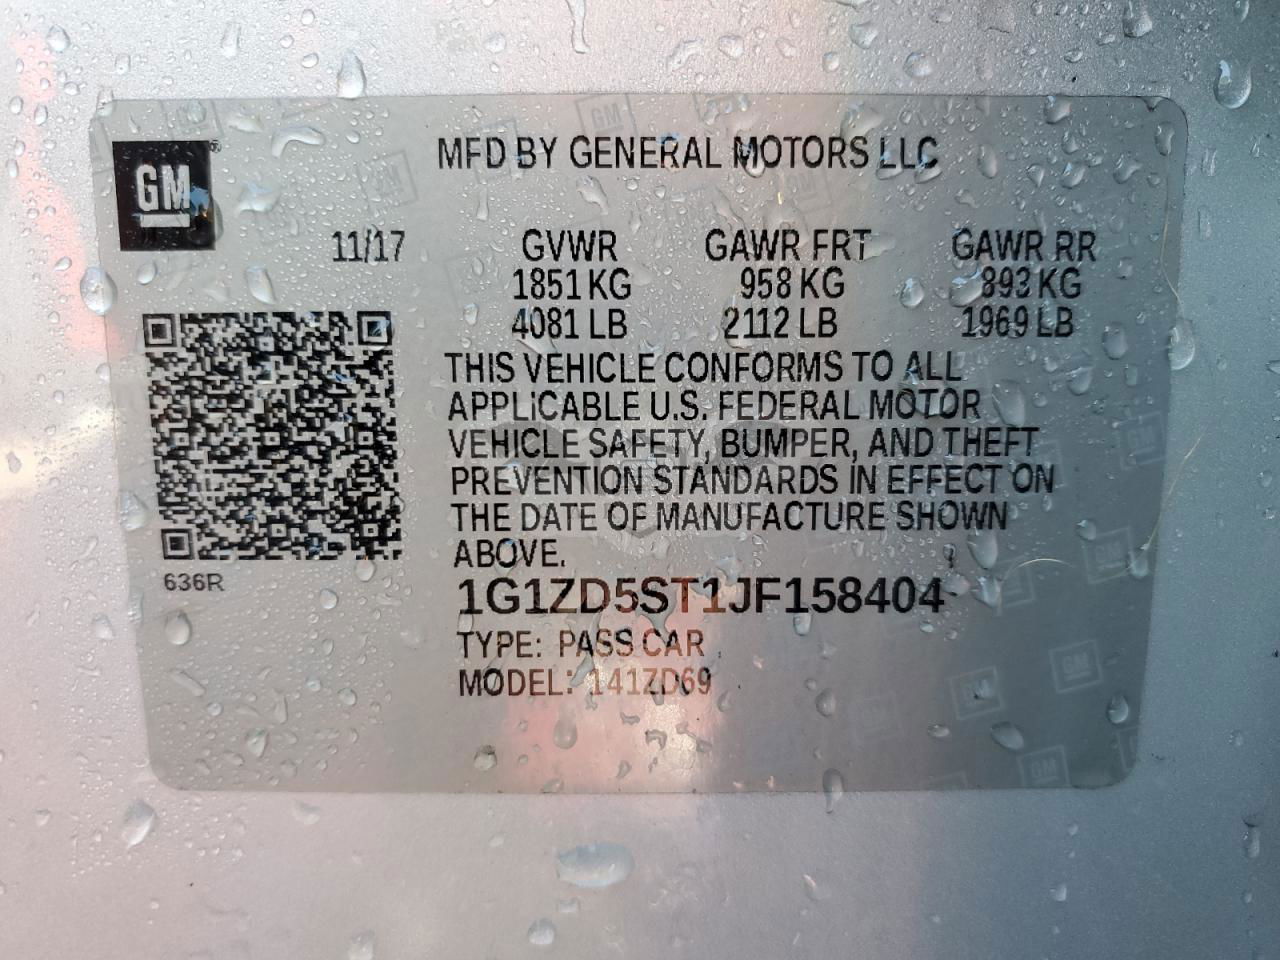 GM®
MFD BY GENERAL MOTORS LLC
11/17 GVWR GAWR FRT GAWR RR
1851 KG 958 KG 893 KG
4081 LB 2112 LB 1969 LB
THIS VEHICLE CONFORMS TO ALL
APPLICABLE U.S. FEDERAL MOTOR
VEHICLE SAFETY, BUMPER, AND THEFT
PREVENTION STANDARDS IN EFFECT ON
THE DATE OF MANUFACTURE SHOWN
ABOVE.
636R
1G1ZD5ST1JF158404
TYPE: PASS CAR
MODEL: 141ZD69